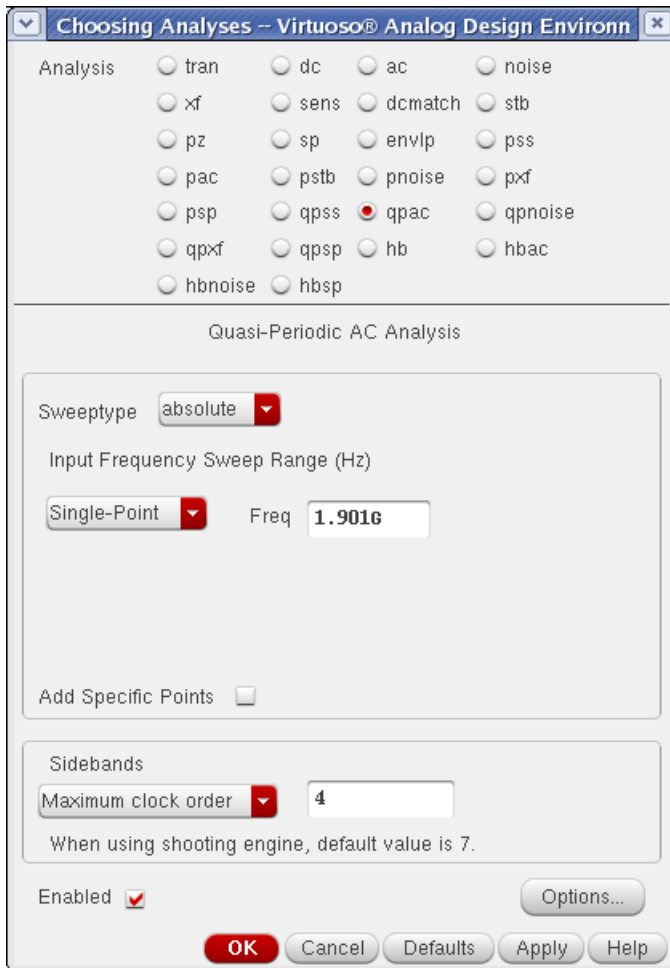 Choosing Analyses -- Virtuoso® Analog Design Environn
Analysis tran dc ac noise
xf sens dcmatch stb
pz sp envlp pss
pac pstb pnoise pxf
psp qpss qpac qpnoise
qpxf qpsp hb hbac
hbnoise hbsp
Quasi-Periodic AC Analysis
Sweeptype absolute
Input Frequency Sweep Range (Hz)
Single-Point Freq 1.901G
Add Specific Points
Sidebands
Maximum clock order 4
When using shooting engine, default value is 7.
Enabled Options...
OK Cancel Defaults Apply Help